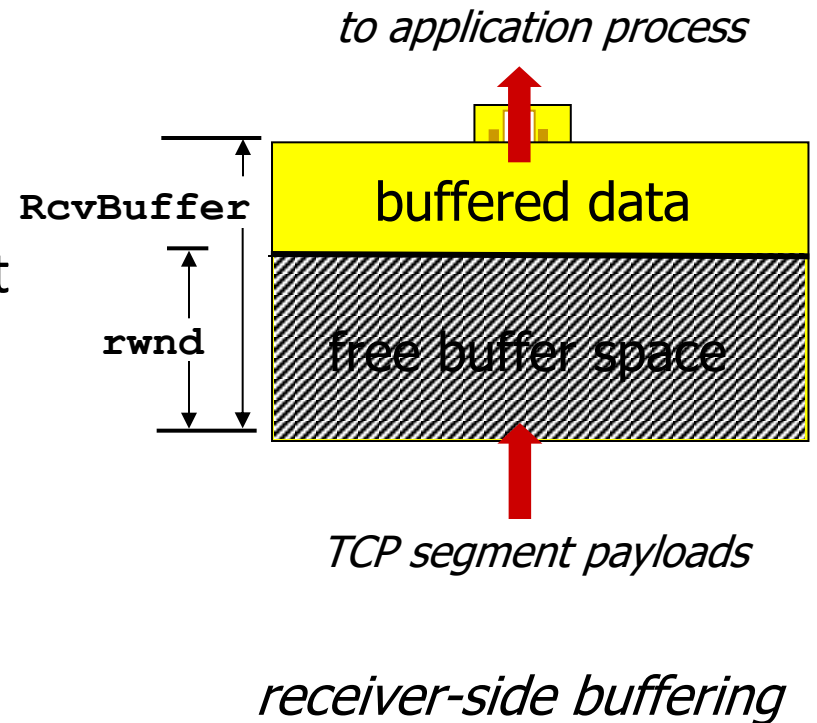 to application process
RcvBuffer
buffered data
t
rwnd
free buffer space
TCP segment payloads
receiver-side buffering